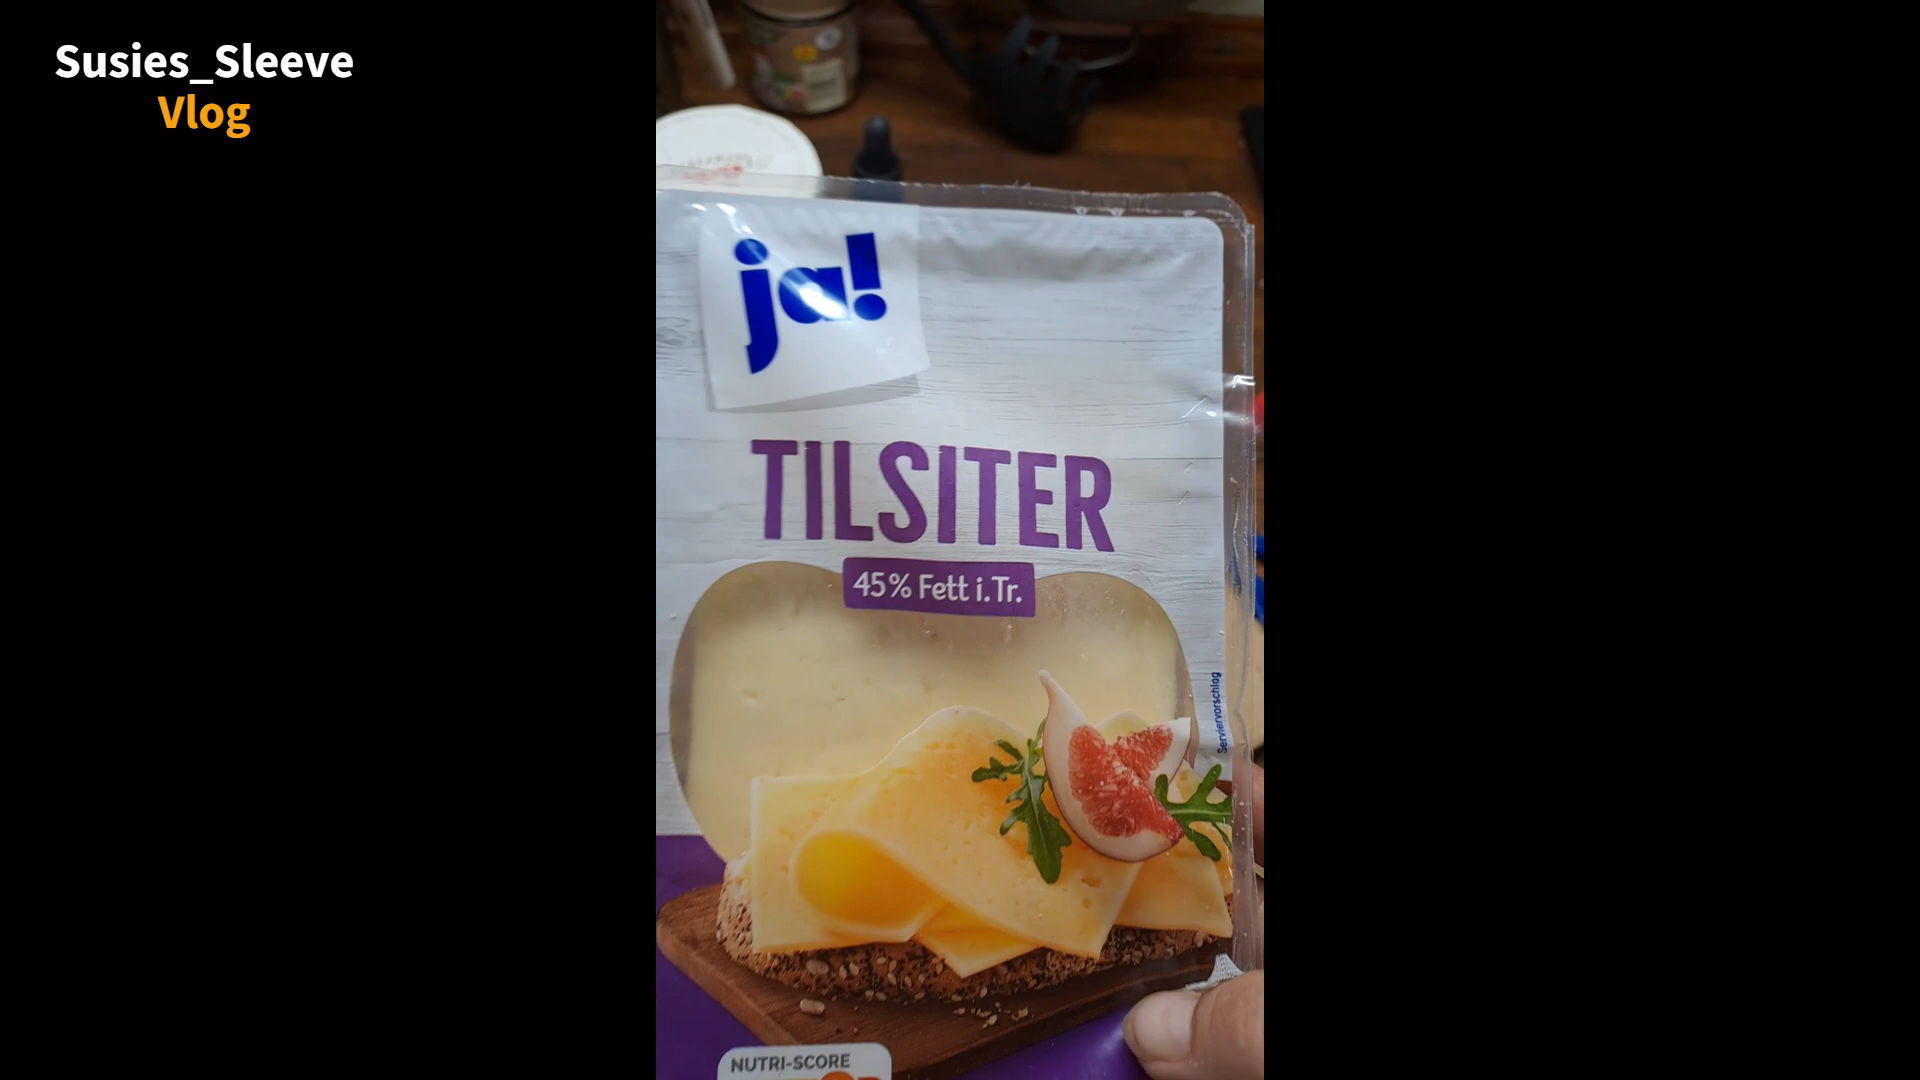 Susies_Sleeve
Vlog
ja!
TILSITER
45% Fett i.Tr.
Serviervorschlag
NUTRI-SCORE